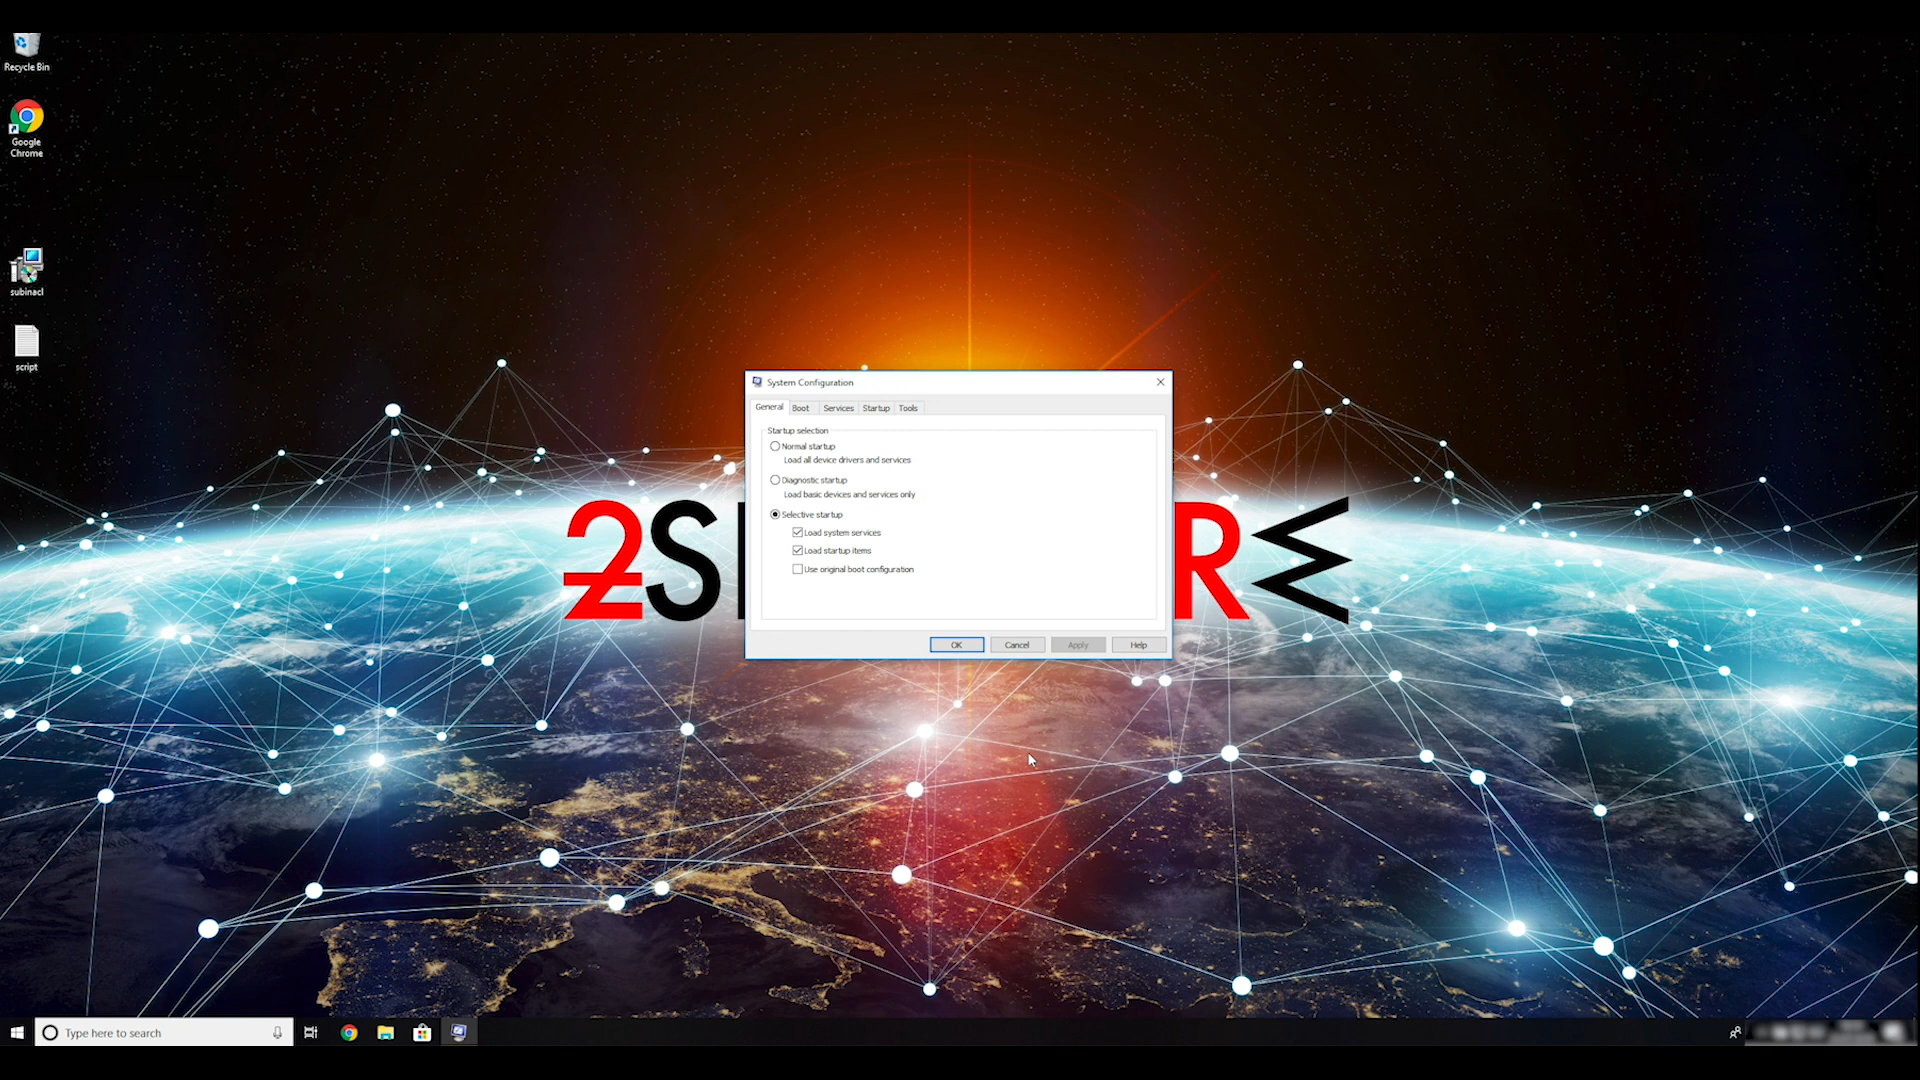 Recycle Bin
Google
Chrome
subinacl
script
System Configuration
General Boot Services Startup Tools
Startup selection
Normal startup
Load all device drivers and services
Diagnostic startup
Load basic devices and services only
Selective startup
Load system services
Load startup items
Use original boot configuration
OK Cancel Apply Help
2S
R
Type here to search